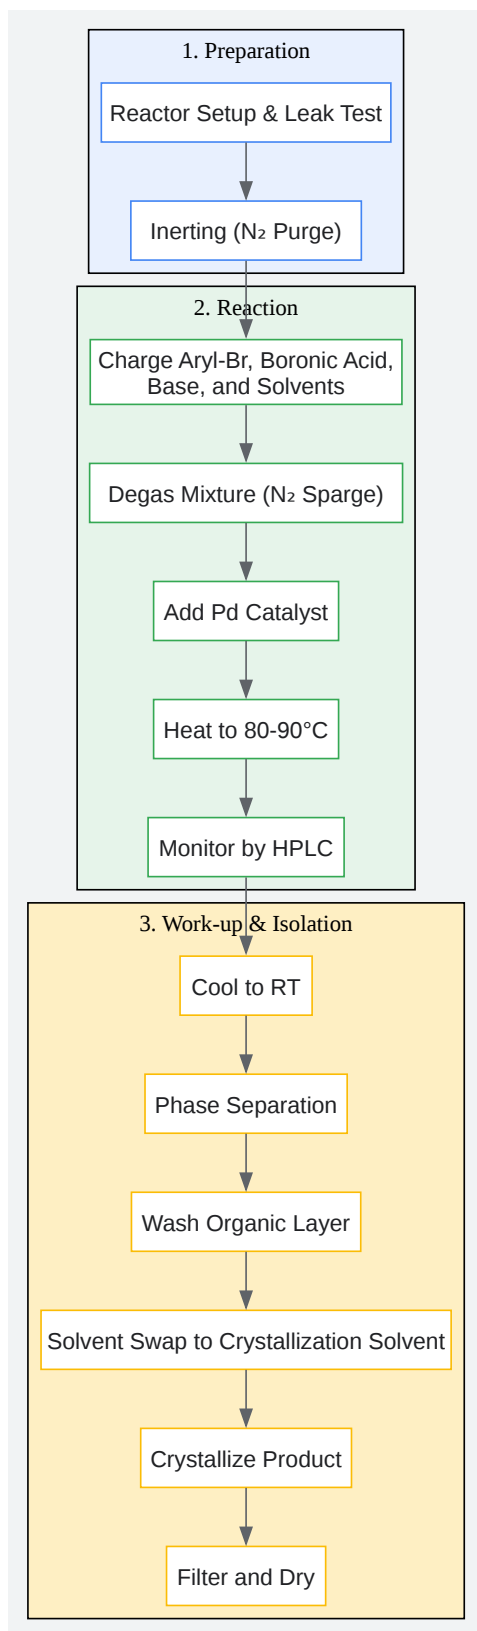 1. Preparation
Reactor Setup & Leak Test
Inerting (N₂ Purge)
2. Reaction
Charge Aryl-Br, Boronic Acid,
Base, and Solvents
Degas Mixture (N₂ Sparge)
Add Pd Catalyst
Heat to 80-90°C
Monitor by HPLC
3. Work-up & Isolation
Cool to RT
Phase Separation
Wash Organic Layer
Solvent Swap to Crystallization Solvent
Crystallize Product
Filter and Dry